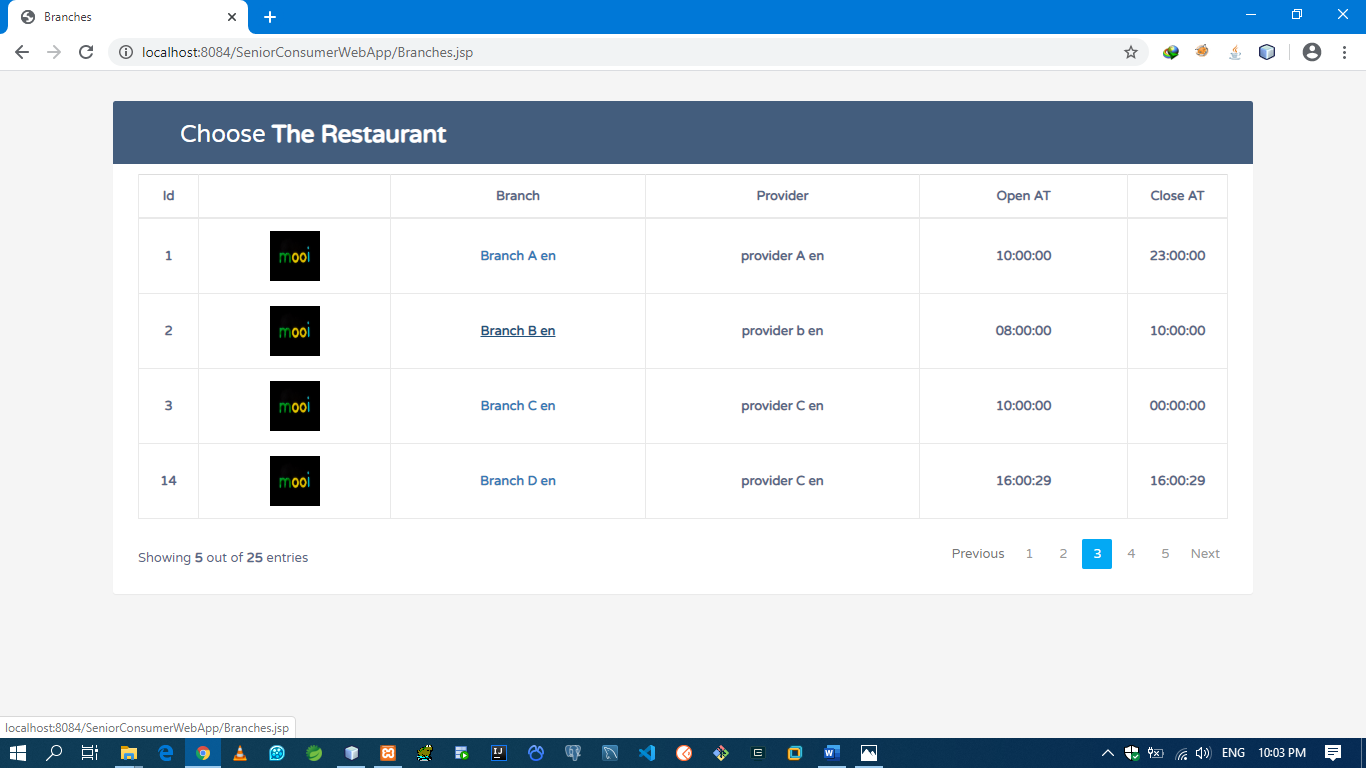 Branches
localhost:8084/SeniorConsumerWebApp/Branches.jsp
Choose The Restaurant
Id Branch Provider Open AT Close AT
1 mooi Branch A en provider A en 10:00:00 23:00:00
2 mooi Branch B en provider b en 08:00:00 10:00:00
3 mooi Branch C en provider C en 10:00:00 00:00:00
14 mooi Branch D en provider C en 16:00:29 16:00:29
Showing 5 out of 25 entries Previous 1 2 3 4 5 Next
localhost:8084/SeniorConsumerWebApp/Branches.jsp
ENG 10:03 PM